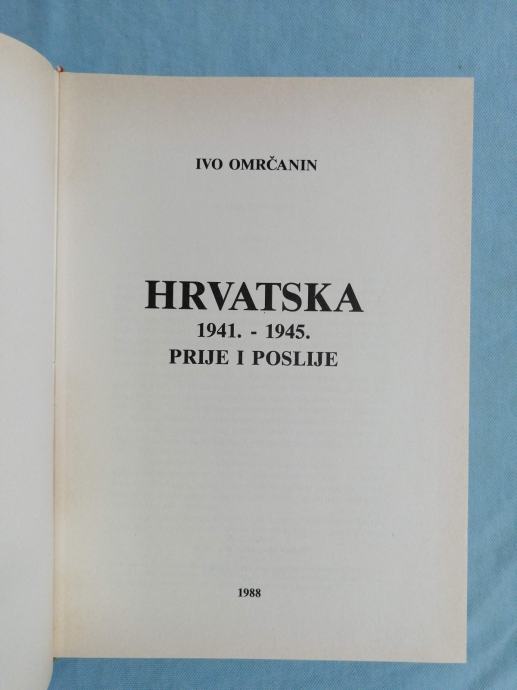 IVO OMRČANIN
HRVATSKA
1941. - 1945.
PRIJE I POSLIJE
1988